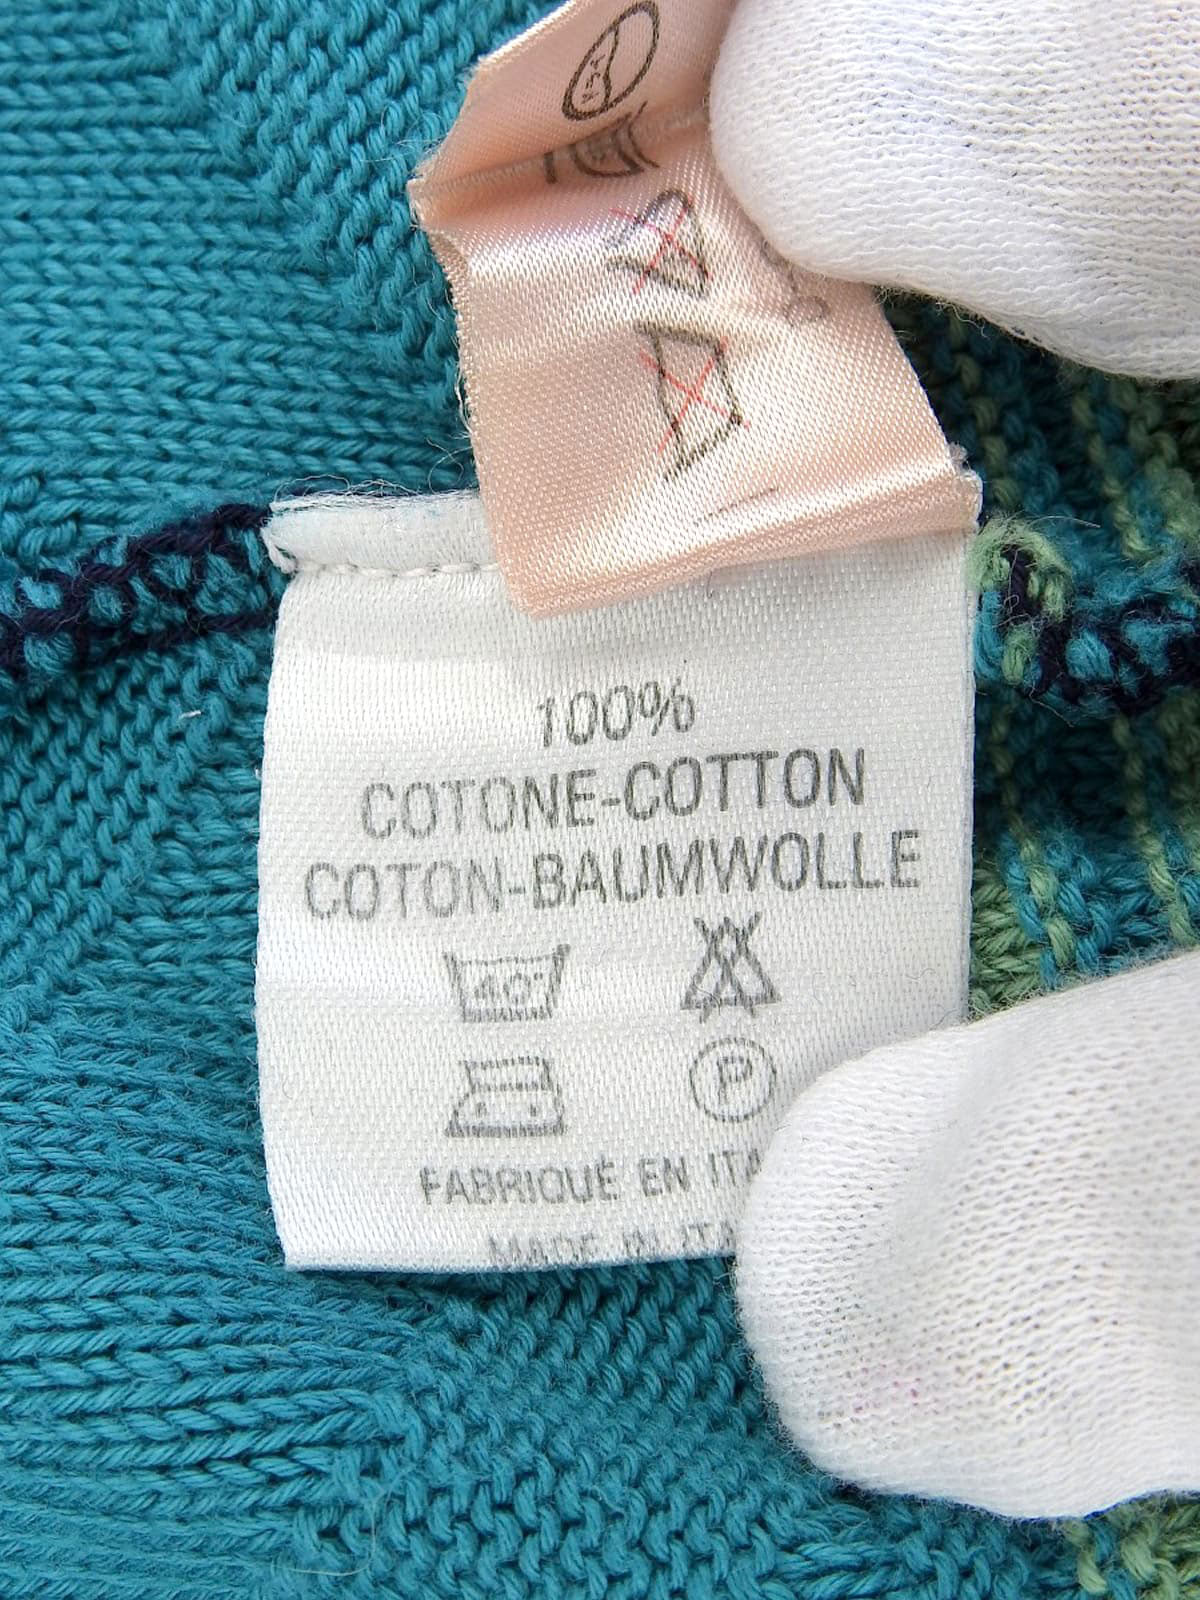 100%
COTONE-COTTON
COTON-BAUMWOLLE
40°
P
FABRIQUÉ EN ITA
MADE IN ITA